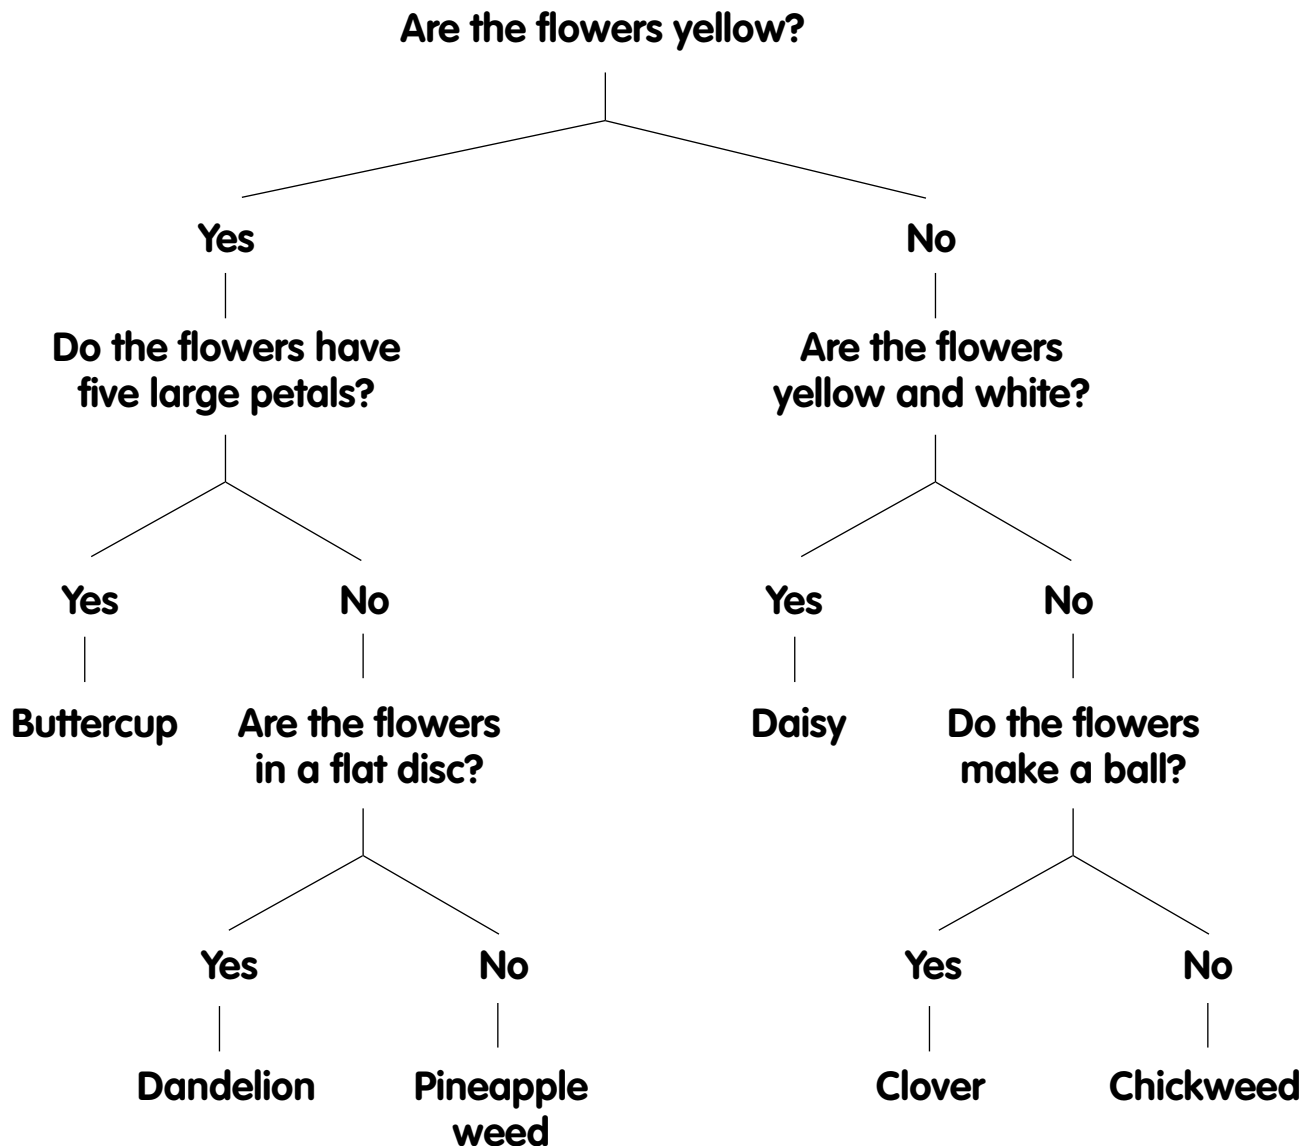 Are the flowers yellow?
Yes
No
Do the flowers have
five large petals?
Are the flowers
yellow and white?
Yes
No
Yes
No
Buttercup
Are the flowers
in a flat disc?
Daisy
Do the flowers
make a ball?
Yes
No
Yes
No
Dandelion
Pineapple
weed
Clover
Chickweed